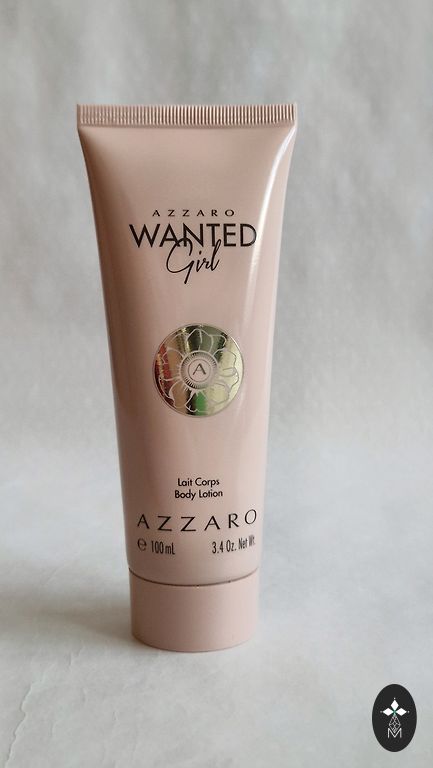 AZZARO
WANTED
Girl
A
Lait Corps
Body Lotion
AZZARO
℮ 100 mL 3.4 Oz. Net Wt.
M